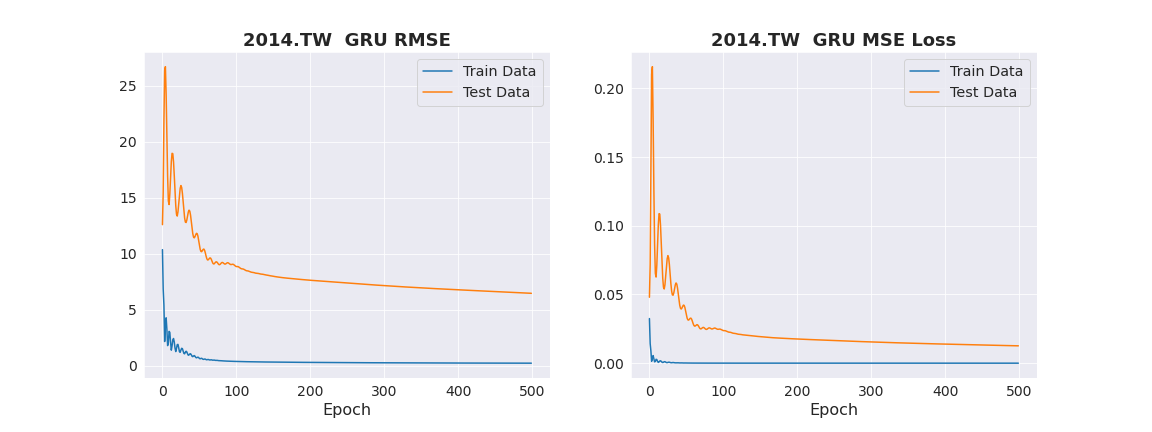 2014.TW  GRU RMSE
25
20
15
10
5
0
0 100 200 300 400 500
Epoch
Train Data
Test Data
2014.TW  GRU MSE Loss
0.20
0.15
0.10
0.05
0.00
0 100 200 300 400 500
Epoch
Train Data
Test Data